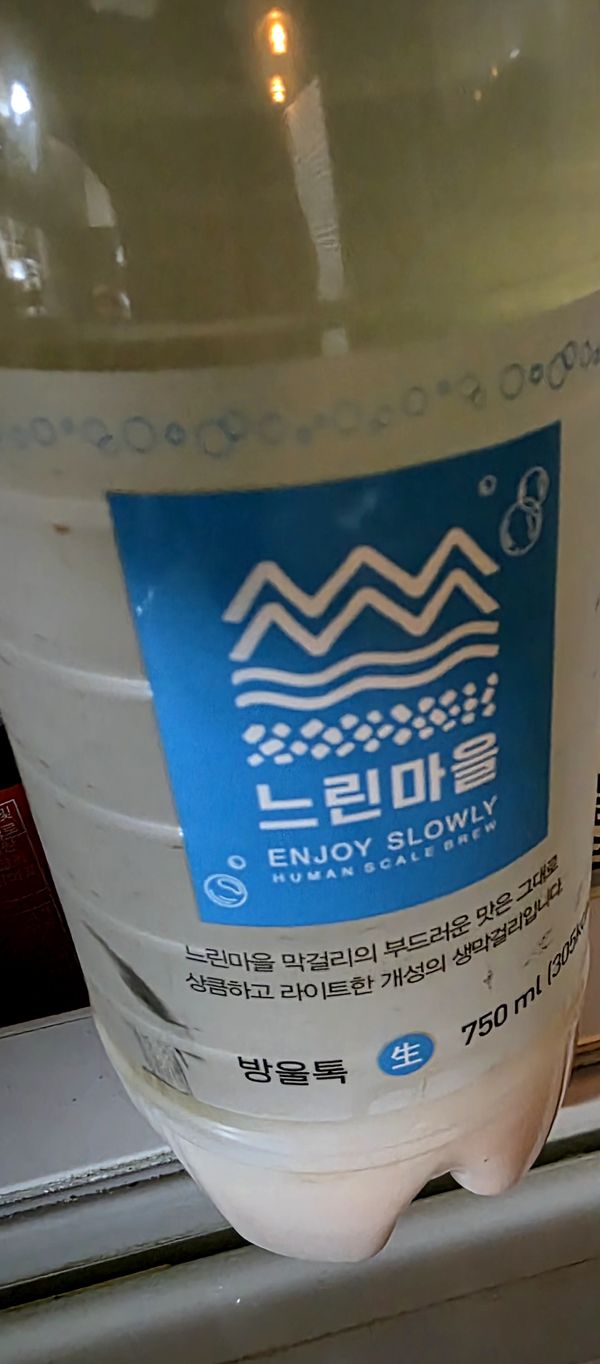 느린마을
ENJOY SLOWLY
HUMAN SCALE BREW
느린마을 막걸리의 부드러운 맛은 그대로
상큼하고 라이트한 개성의 생막걸리입니다.
방울톡 生 750 ml (305k